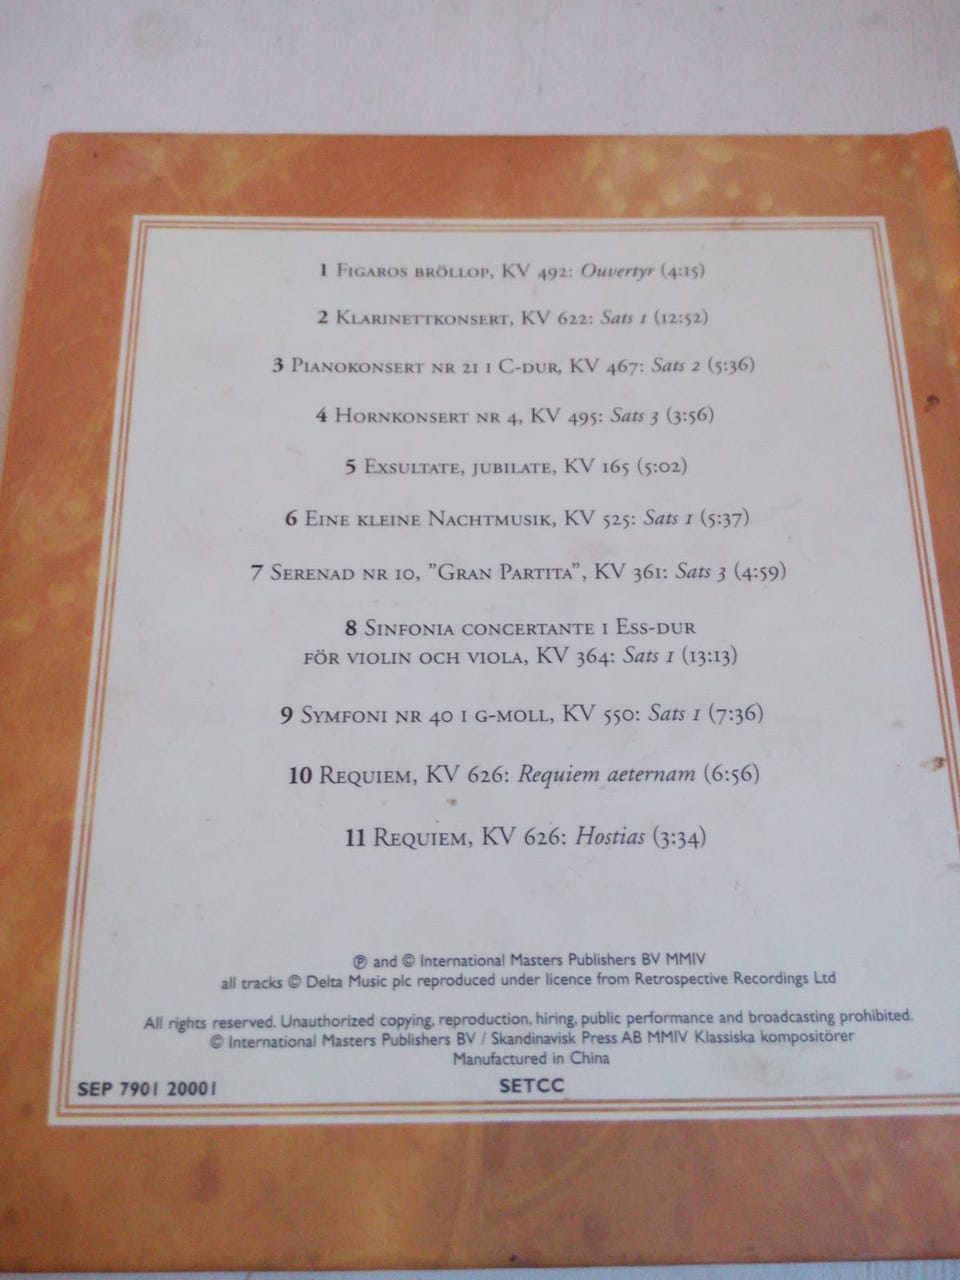 1 Figaros bröllop, KV 492: Ouvertyr (4:15)
2 Klarinettkonsert, KV 622: Sats 1 (12:52)
3 Pianokonsert nr 21 i C-dur, KV 467: Sats 2 (5:36)
4 Hornkonsert nr 4, KV 495: Sats 3 (3:56)
5 Exsultate, jubilate, KV 165 (5:02)
6 Eine kleine Nachtmusik, KV 525: Sats 1 (5:37)
7 Serenad nr 10, ”Gran Partita”, KV 361: Sats 3 (4:59)
8 Sinfonia concertante i Ess-dur
för violin och viola, KV 364: Sats 1 (13:13)
9 Symfoni nr 40 i g-moll, KV 550: Sats 1 (7:36)
10 Requiem, KV 626: Requiem aeternam (6:56)
11 Requiem, KV 626: Hostias (3:34)
℗ and © International Masters Publishers BV MMIV
all tracks © Delta Music plc reproduced under licence from Retrospective Recordings Ltd
All rights reserved. Unauthorized copying, reproduction, hiring, public performance and broadcasting prohibited.
© International Masters Publishers BV / Skandinavisk Press AB MMIV Klassiska kompositörer
Manufactured in China
SEP 7901 20001 SETCC